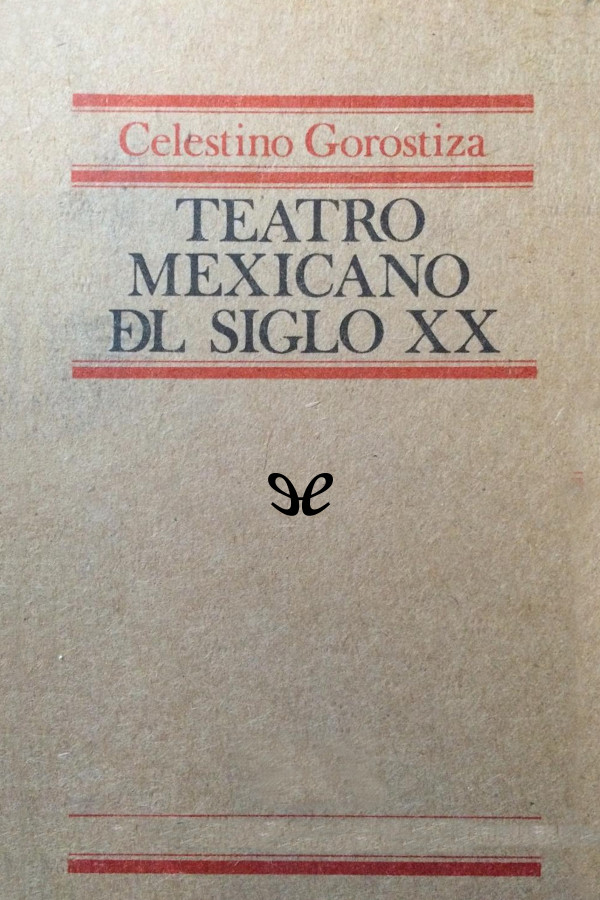 Celestino Gorostiza
TEATRO
MEXICANO
DEL SIGLO XX